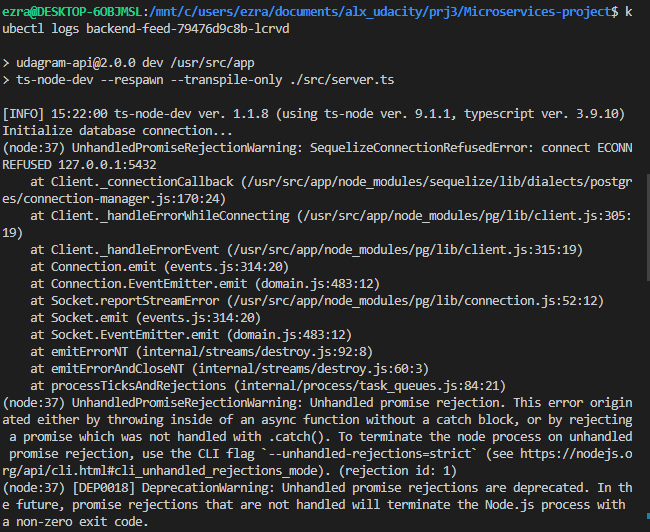 ezra@DESKTOP-6OBJMSL:/mnt/c/users/ezra/documents/alx_udacity/prj3/Microservices-project$ k
ubectl logs backend-feed-79476d9c8b-lcrvd
> udagram-api@2.0.0 dev /usr/src/app
> ts-node-dev --respawn --transpile-only ./src/server.ts
[INFO] 15:22:00 ts-node-dev ver. 1.1.8 (using ts-node ver. 9.1.1, typescript ver. 3.9.10)
Initialize database connection...
(node:37) UnhandledPromiseRejectionWarning: SequelizeConnectionRefusedError: connect ECONN
REFUSED 127.0.0.1:5432
    at Client._connectionCallback (/usr/src/app/node_modules/sequelize/lib/dialects/postgr
es/connection-manager.js:170:24)
    at Client._handleErrorWhileConnecting (/usr/src/app/node_modules/pg/lib/client.js:305:
19)
    at Client._handleErrorEvent (/usr/src/app/node_modules/pg/lib/client.js:315:19)
    at Connection.emit (events.js:314:20)
    at Connection.EventEmitter.emit (domain.js:483:12)
    at Socket.reportStreamError (/usr/src/app/node_modules/pg/lib/connection.js:52:12)
    at Socket.emit (events.js:314:20)
    at Socket.EventEmitter.emit (domain.js:483:12)
    at emitErrorNT (internal/streams/destroy.js:92:8)
    at emitErrorAndCloseNT (internal/streams/destroy.js:60:3)
    at processTicksAndRejections (internal/process/task_queues.js:84:21)
(node:37) UnhandledPromiseRejectionWarning: Unhandled promise rejection. This error origin
ated either by throwing inside of an async function without a catch block, or by rejecting
 a promise which was not handled with .catch(). To terminate the node process on unhandled
 promise rejection, use the CLI flag `--unhandled-rejections=strict` (see https://nodejs.o
rg/api/cli.html#cli_unhandled_rejections_mode). (rejection id: 1)
(node:37) [DEP0018] DeprecationWarning: Unhandled promise rejections are deprecated. In th
e future, promise rejections that are not handled will terminate the Node.js process with
a non-zero exit code.